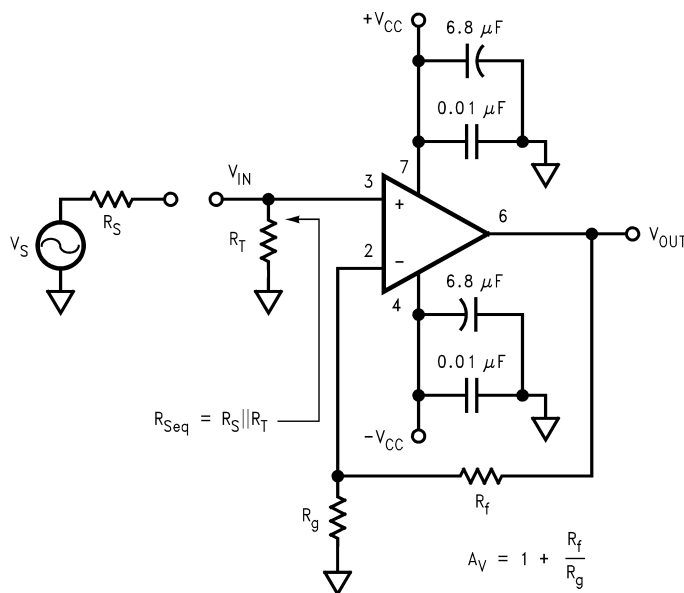 +VCC
6.8 μF
0.01 μF
7
VIN
3
+
RS
VS
RT
6
VOUT
2
−
6.8 μF
4
0.01 μF
RSeq = RS||RT
−VCC
Rf
Rg
AV = 1 + Rf/Rg